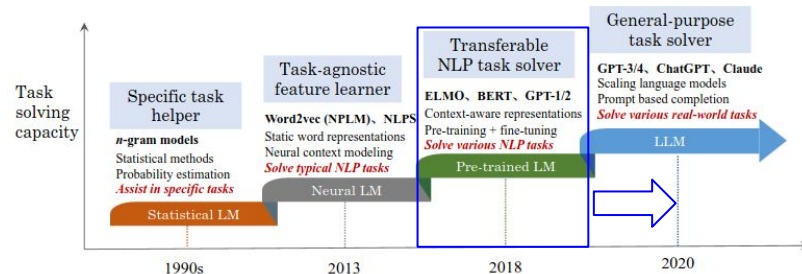 Task
solving
capacity
Specific task
helper
n-gram models
Statistical methods
Probability estimation
Assist in specific tasks
Statistical LM
Task-agnostic
feature learner
Word2vec (NPLM)、NLPS
Static word representations
Neural context modeling
Solve typical NLP tasks
Neural LM
Transferable
NLP task solver
ELMO、BERT、GPT-1/2
Context-aware representations
Pre-training + fine-tuning
Solve various NLP tasks
Pre-trained LM
General-purpose
task solver
GPT-3/4、ChatGPT、Claude
Scaling language models
Prompt based completion
Solve various real-world tasks
LLM
1990s
2013
2018
2020